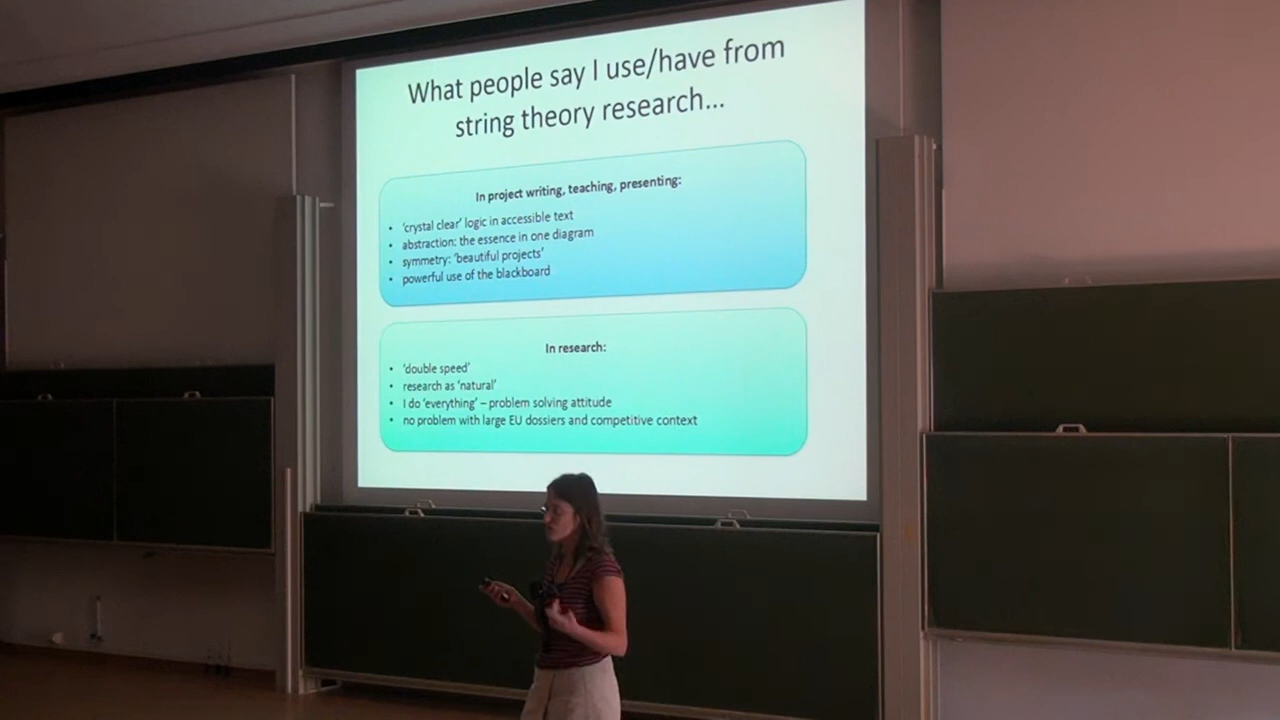 What people say I use/have from
string theory research...
In project writing, teaching, presenting:
• 'crystal clear' logic in accessible text
• abstraction: the essence in one diagram
• symmetry: 'beautiful projects'
• powerful use of the blackboard
In research:
• 'double speed'
• research as 'natural'
• I do 'everything' – problem solving attitude
• no problem with large EU dossiers and competitive context